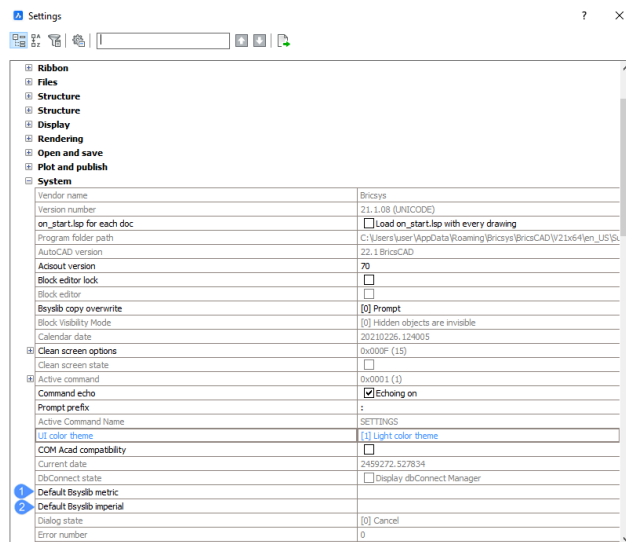 Settings
Ribbon
Files
Structure
Structure
Display
Rendering
Open and save
Plot and publish
System
Vendor name Bricsys
Version number 21.1.08 (UNICODE)
on_start.lsp for each doc Load on_start.lsp with every drawing
Program folder path C:\Users\user\AppData\Roaming\Bricsys\BricsCAD\V21x64\en_US\Su
AutoCAD version 22.1 BricsCAD
Acisout version 70
Block editor lock
Block editor
Bsyslib copy overwrite [0] Prompt
Block Visibility Mode [0] Hidden objects are invisible
Calendar date 20210226.124005
Clean screen options 0x000F (15)
Clean screen state
Active command 0x0001 (1)
Command echo Echoing on
Prompt prefix :
Active Command Name SETTINGS
UI color theme [1] Light color theme
COM Acad compatibility
Current date 2459272.527834
DbConnect state Display dbConnect Manager
1 Default Bsyslib metric
2 Default Bsyslib imperial
Dialog state [0] Cancel
Error number 0